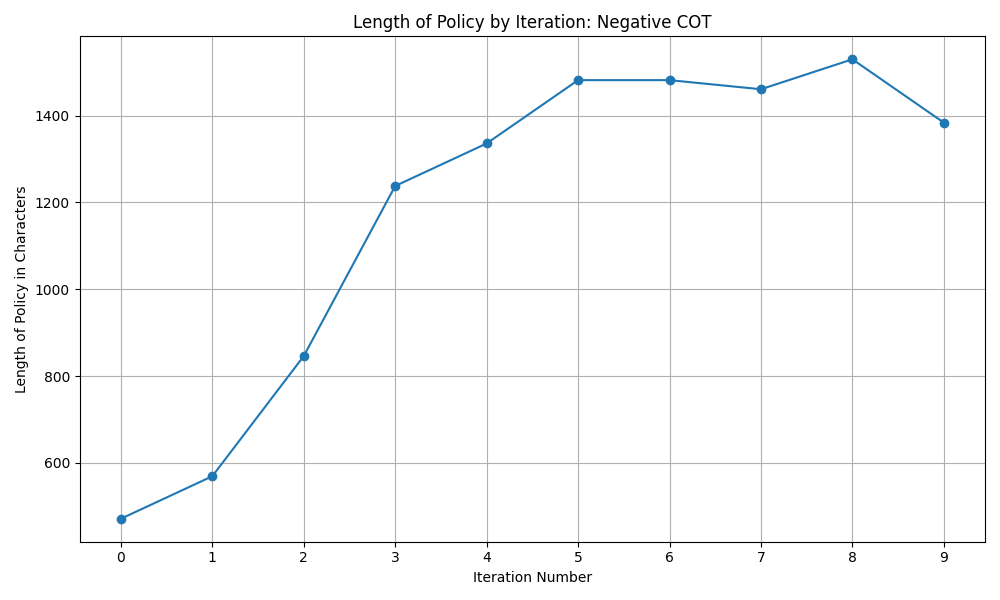 Length of Policy by Iteration: Negative COT
Length of Policy in Characters
1400
1200
1000
800
600
0 1 2 3 4 5 6 7 8 9
Iteration Number